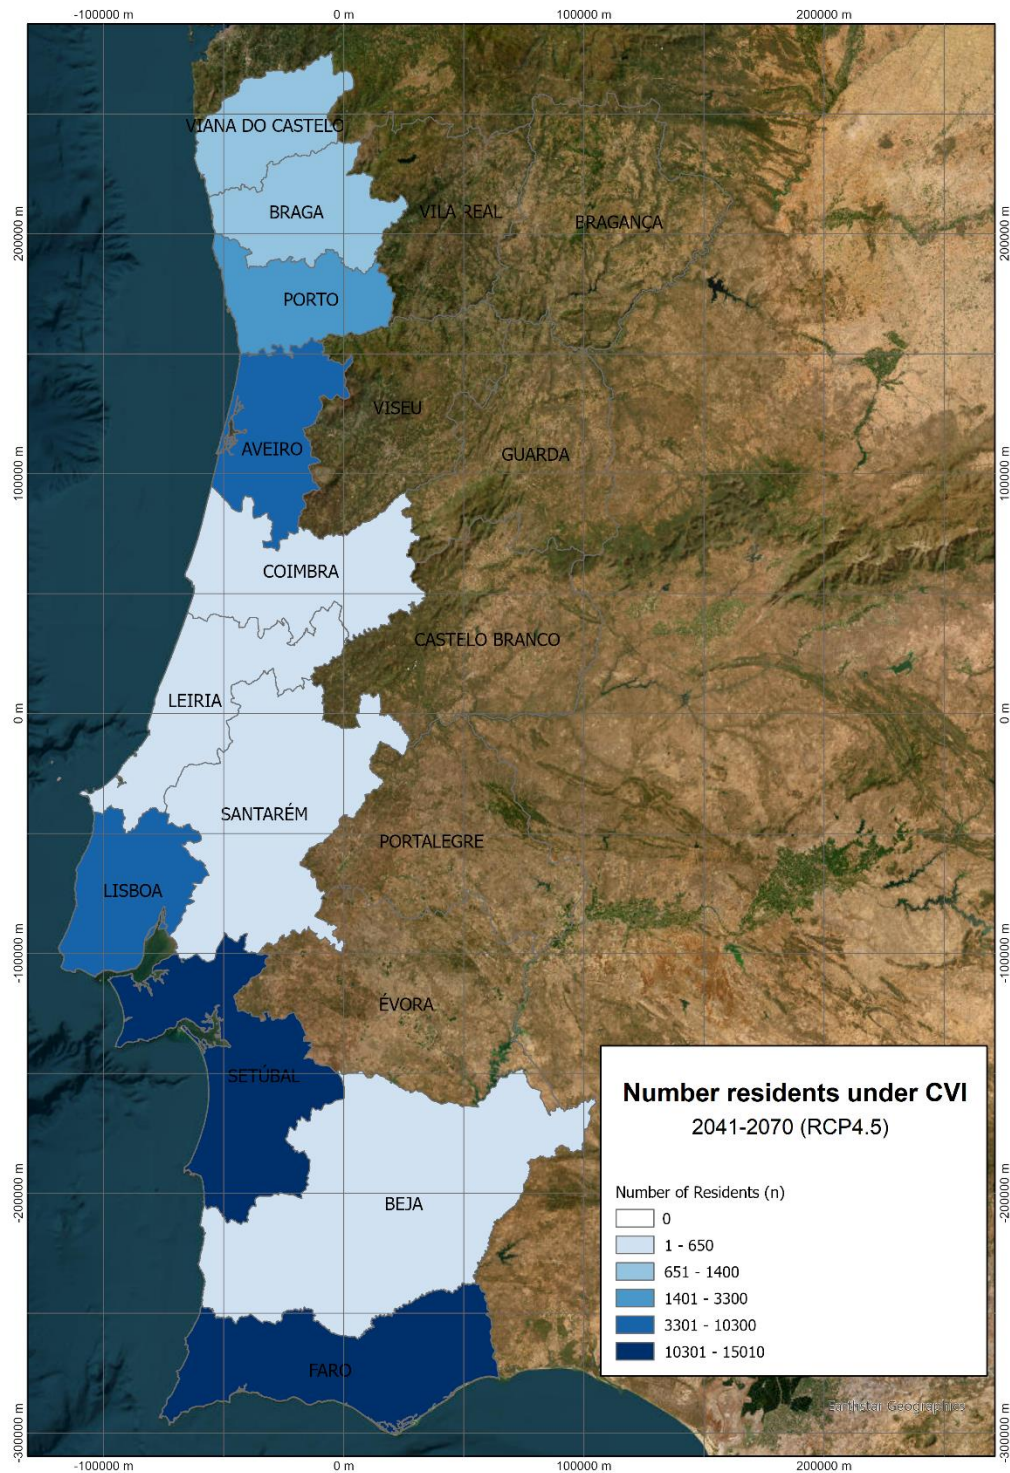 -100000 m
0 m
100000 m
200000 m
VIANA DO CASTELO
BRAGA
VILA REAL
BRAGANÇA
200000 m
200000 m
PORTO
VISEU
AVEIRO
GUARDA
100000 m
100000 m
COIMBRA
CASTELO BRANCO
LEIRIA
0 m
0 m
SANTARÉM
PORTALEGRE
LISBOA
-100000 m
-100000 m
ÉVORA
SETÚBAL
BEJA
-200000 m
-200000 m
FARO
Number residents under CVI
2041-2070 (RCP4.5)
Number of Residents (n)
0
1 - 650
651 - 1400
1401 - 3300
3301 - 10300
10301 - 15010
Earthstar Geographics
-300000 m
-300000 m
-100000 m
0 m
100000 m
200000 m